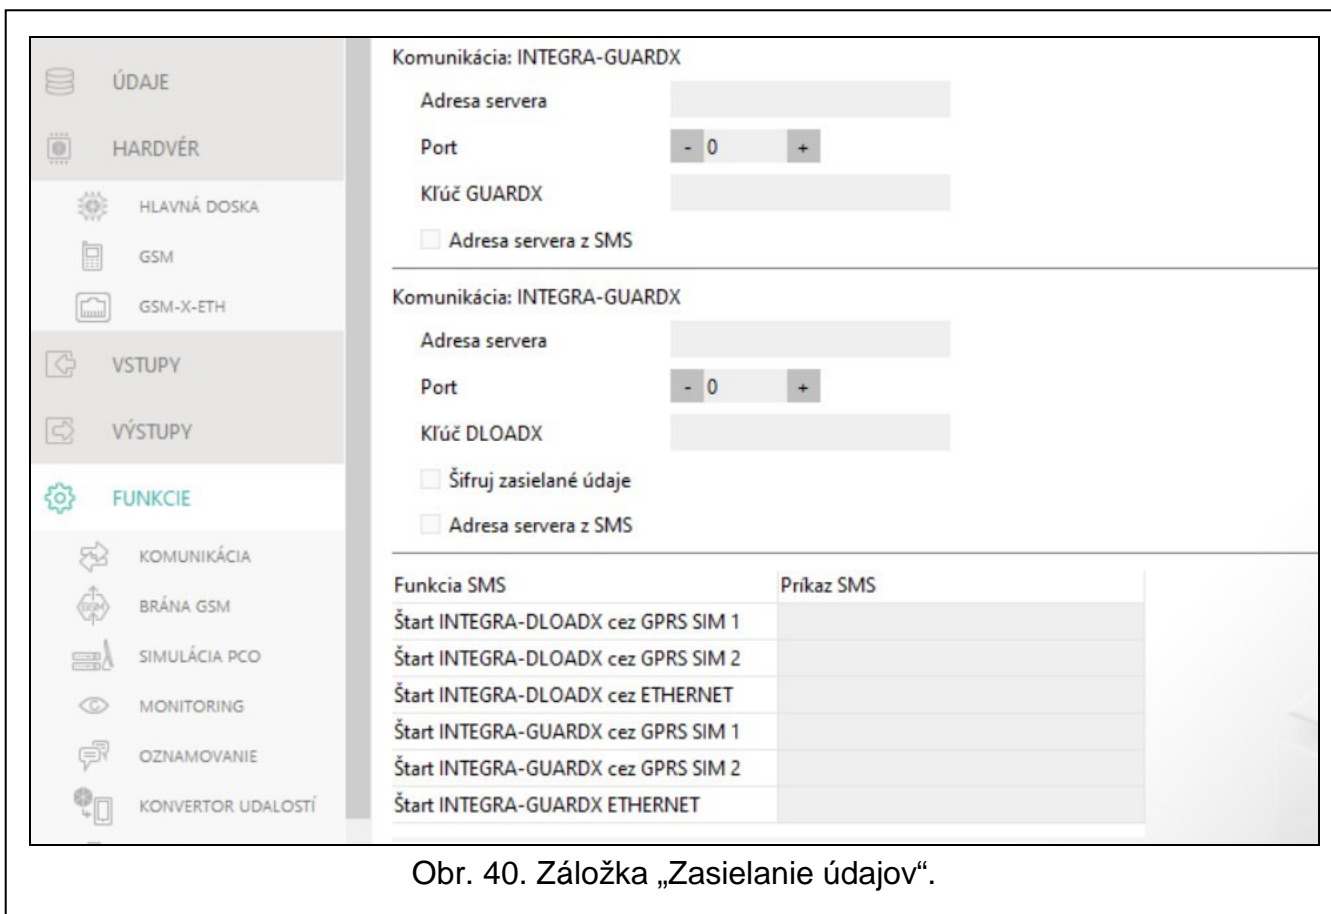 ÚDAJE
HARDVÉR
HLAVNÁ DOSKA
GSM
GSM-X-ETH
VSTUPY
VÝSTUPY
FUNKCIE
KOMUNIKÁCIA
BRÁNA GSM
SIMULÁCIA PCO
MONITORING
OZNAMOVANIE
KONVERTOR UDALOSTÍ
Komunikácia: INTEGRA-GUARDX
Adresa servera
Port - 0 +
Kľúč GUARDX
Adresa servera z SMS
Komunikácia: INTEGRA-GUARDX
Adresa servera
Port - 0 +
Kľúč DLOADX
Šifruj zasielané údaje
Adresa servera z SMS
Funkcia SMS Príkaz SMS
Štart INTEGRA-DLOADX cez GPRS SIM 1
Štart INTEGRA-DLOADX cez GPRS SIM 2
Štart INTEGRA-DLOADX cez ETHERNET
Štart INTEGRA-GUARDX cez GPRS SIM 1
Štart INTEGRA-GUARDX cez GPRS SIM 2
Štart INTEGRA-GUARDX ETHERNET
Obr. 40. Záložka „Zasielanie údajov“.